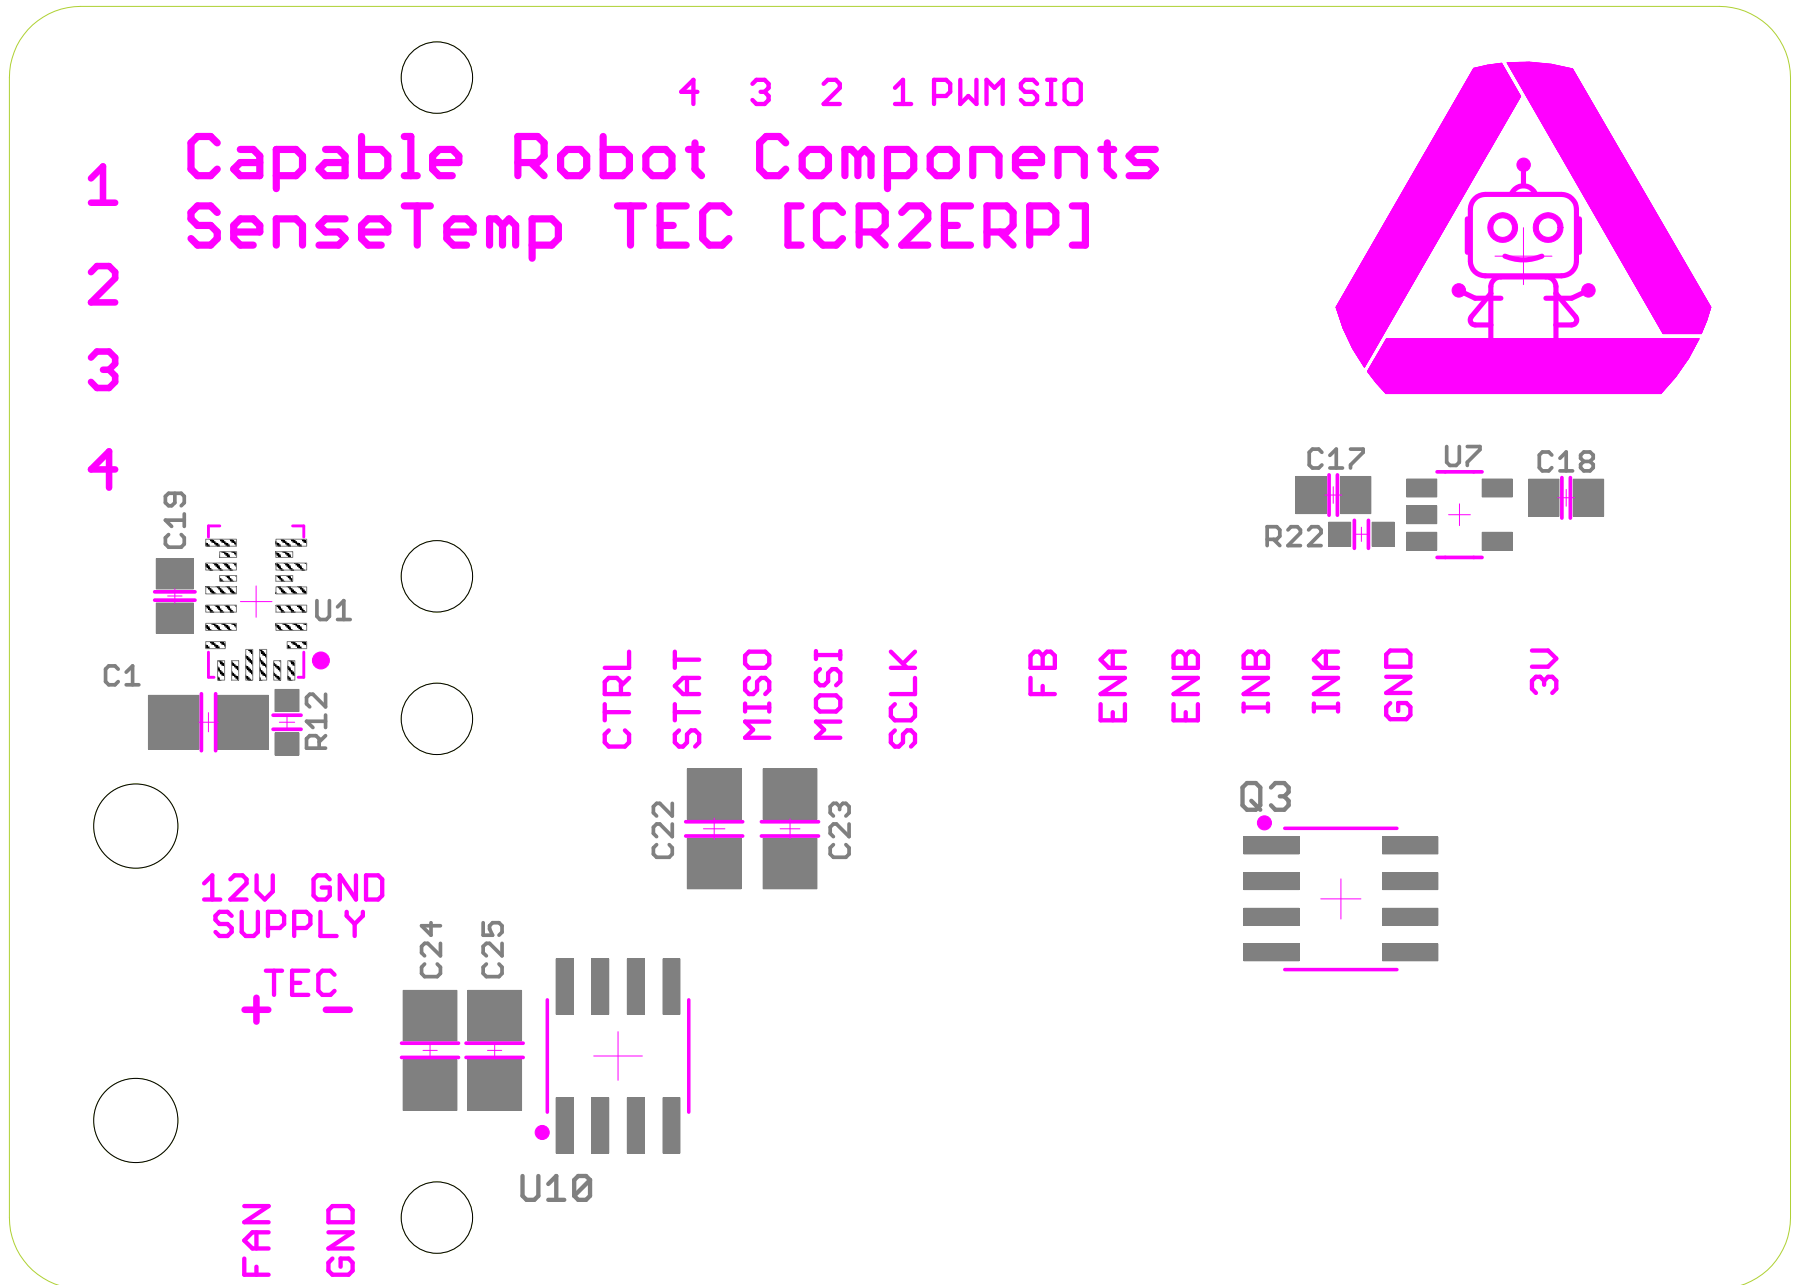 4 3 2 1 PWM SIO
Capable Robot Components
SenseTemp TEC [CR2ERP]
1
2
3
4
C17
U7
C18
R22
C19
U1
C1
R12
CTRL
STAT
MISO
MOSI
SCLK
FB
ENA
ENB
INB
INA
GND
3V
C22
C23
Q3
12V GND
SUPPLY
TEC
+ -
C24
C25
U10
FAN
GND